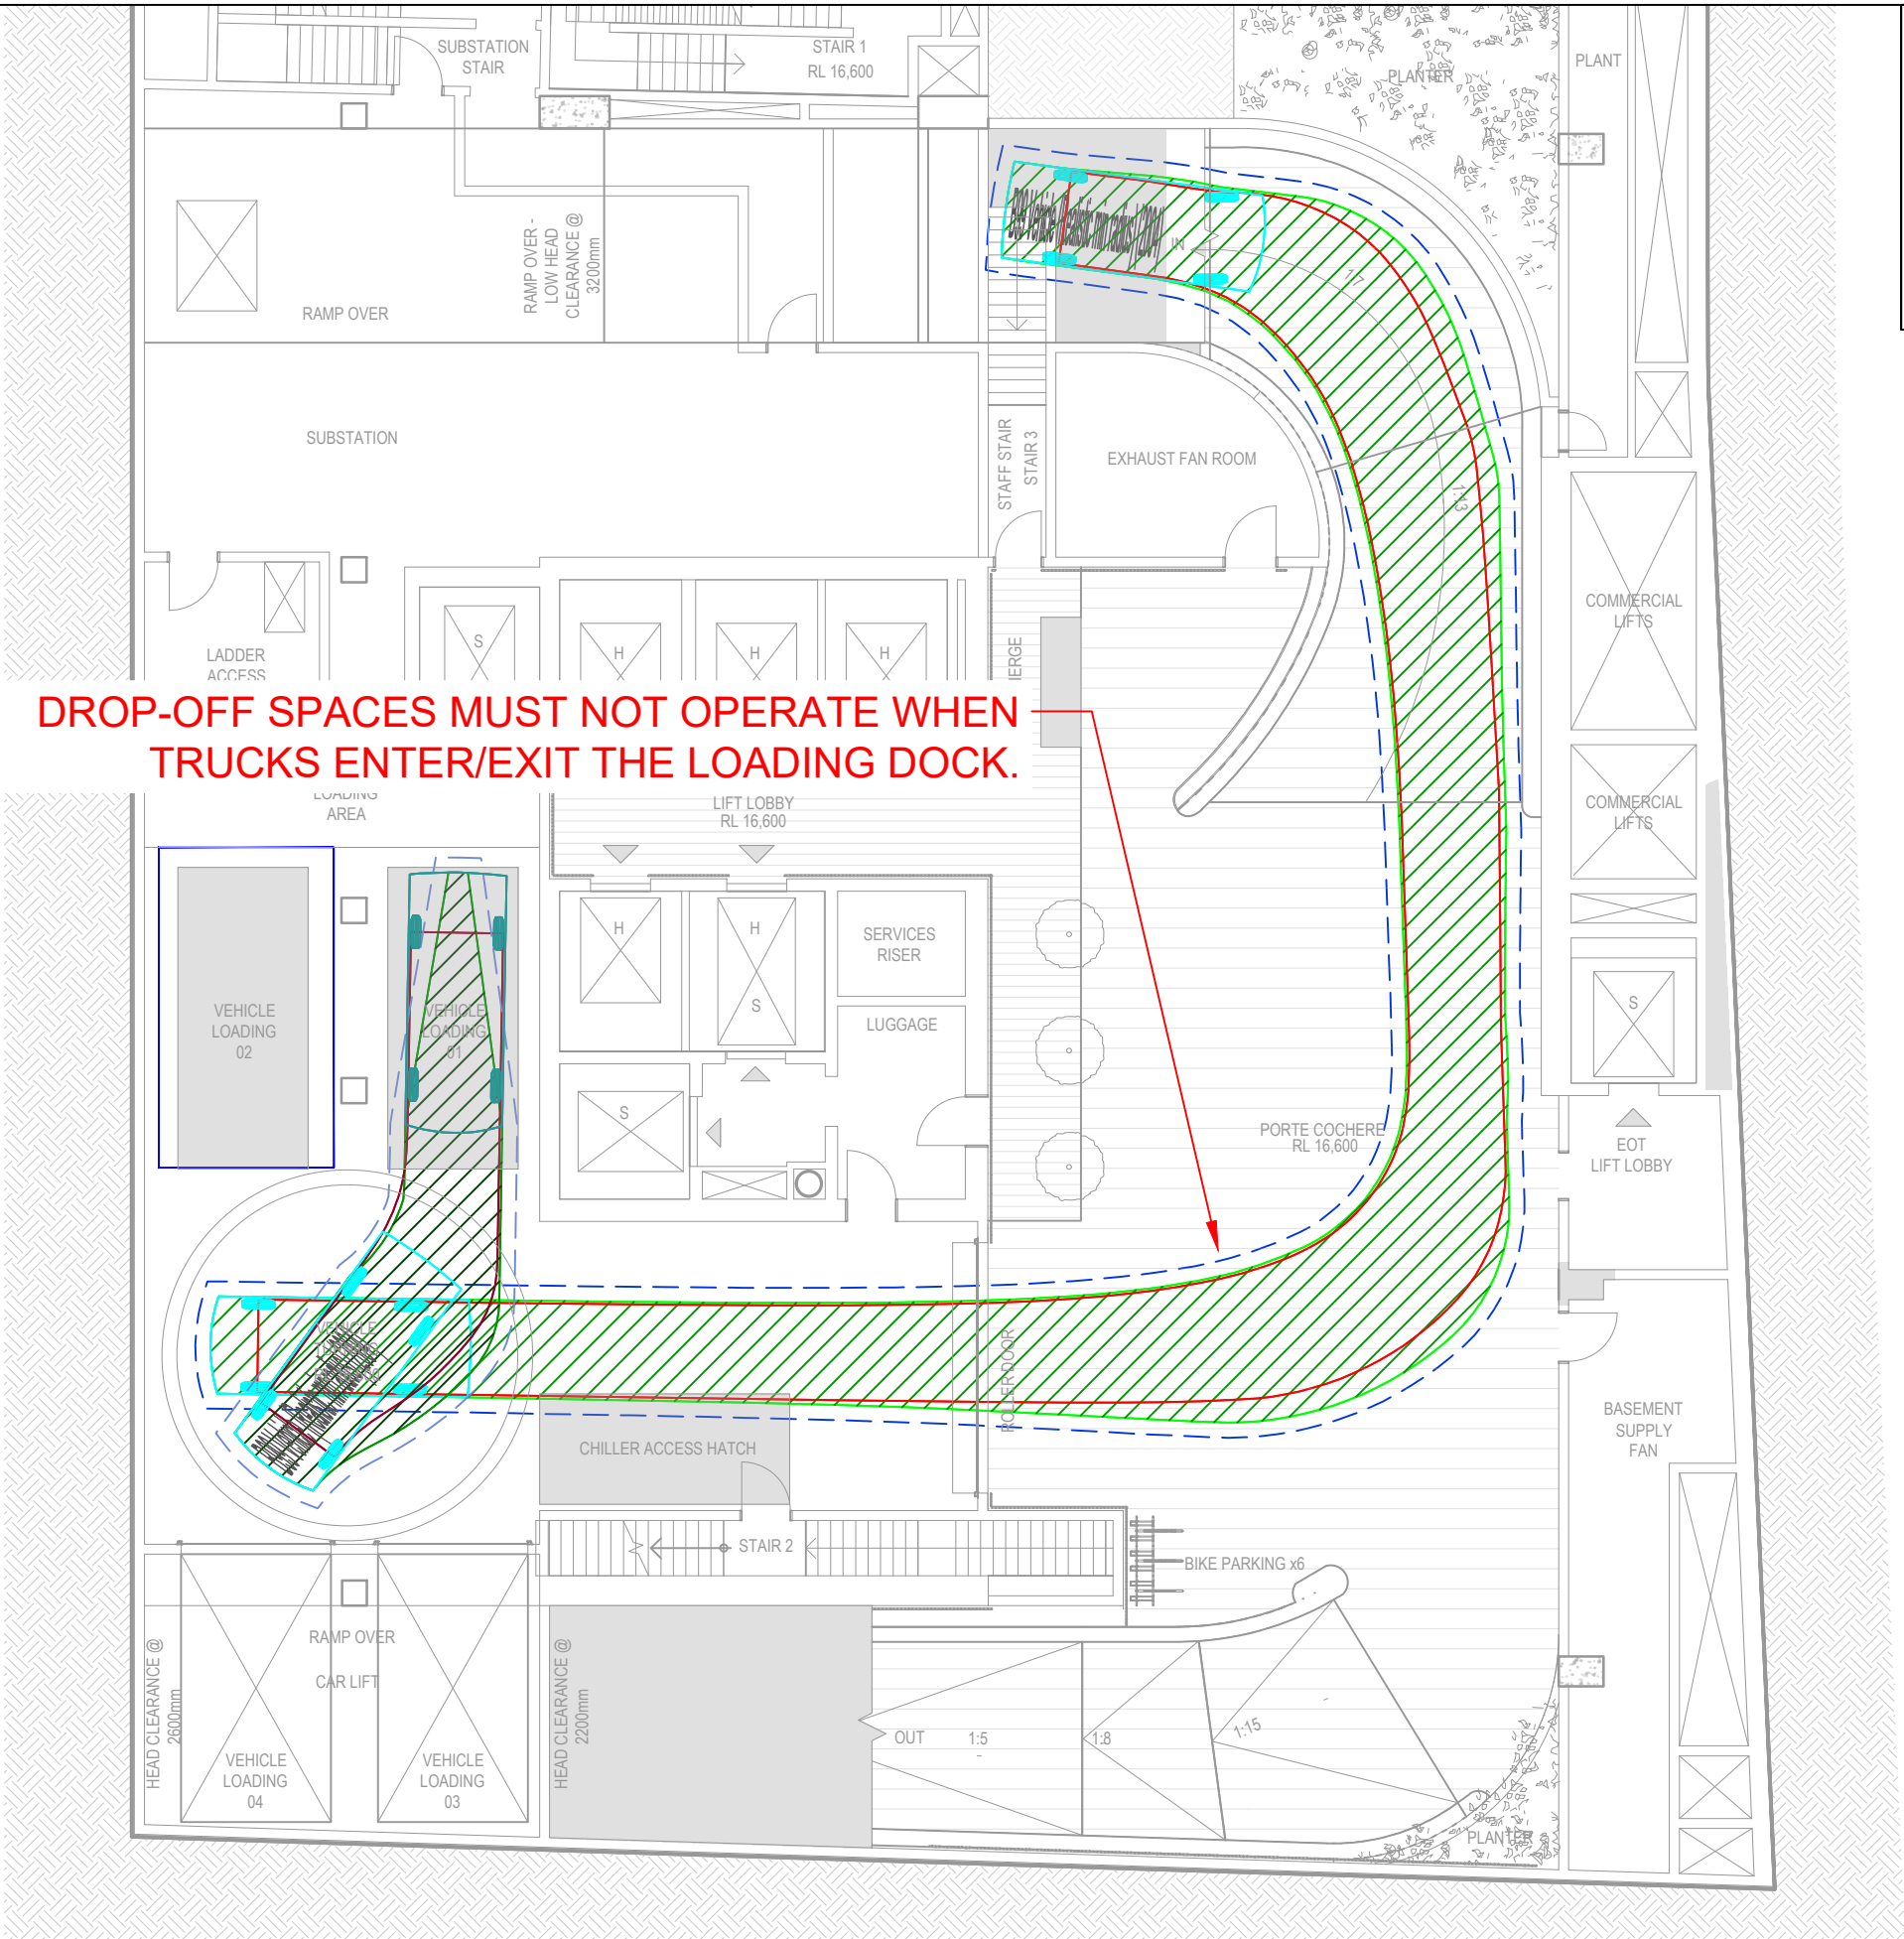 SUBSTATION
STAIR
STAIR 1
RL 16,600
PLANT
PLANTER
RAMP OVER -
LOW HEAD
CLEARANCE @
3200mm
RAMP OVER
IN
1:7
SUBSTATION
STAFF STAIR
STAIR 3
EXHAUST FAN ROOM
1:13
COMMERCIAL
LIFTS
LADDER
ACCESS
S
H
H
H
IERGE
DROP-OFF SPACES MUST NOT OPERATE WHEN
TRUCKS ENTER/EXIT THE LOADING DOCK.
LOADING
AREA
LIFT LOBBY
RL 16,600
COMMERCIAL
LIFTS
H
H
S
SERVICES
RISER
LUGGAGE
S
VEHICLE
LOADING
02
VEHICLE
LOADING
01
S
PORTE COCHERE
RL 16,600
EOT
LIFT LOBBY
VEHICLE
ROLLERDOOR
CHILLER ACCESS HATCH
BASEMENT
SUPPLY
FAN
STAIR 2
BIKE PARKING x6
HEAD CLEARANCE @
2600mm
RAMP OVER
CAR LIFT
HEAD CLEARANCE @
2200mm
OUT
1:5
-
1:8
1:15
-
VEHICLE
LOADING
04
VEHICLE
LOADING
03
PLANTER